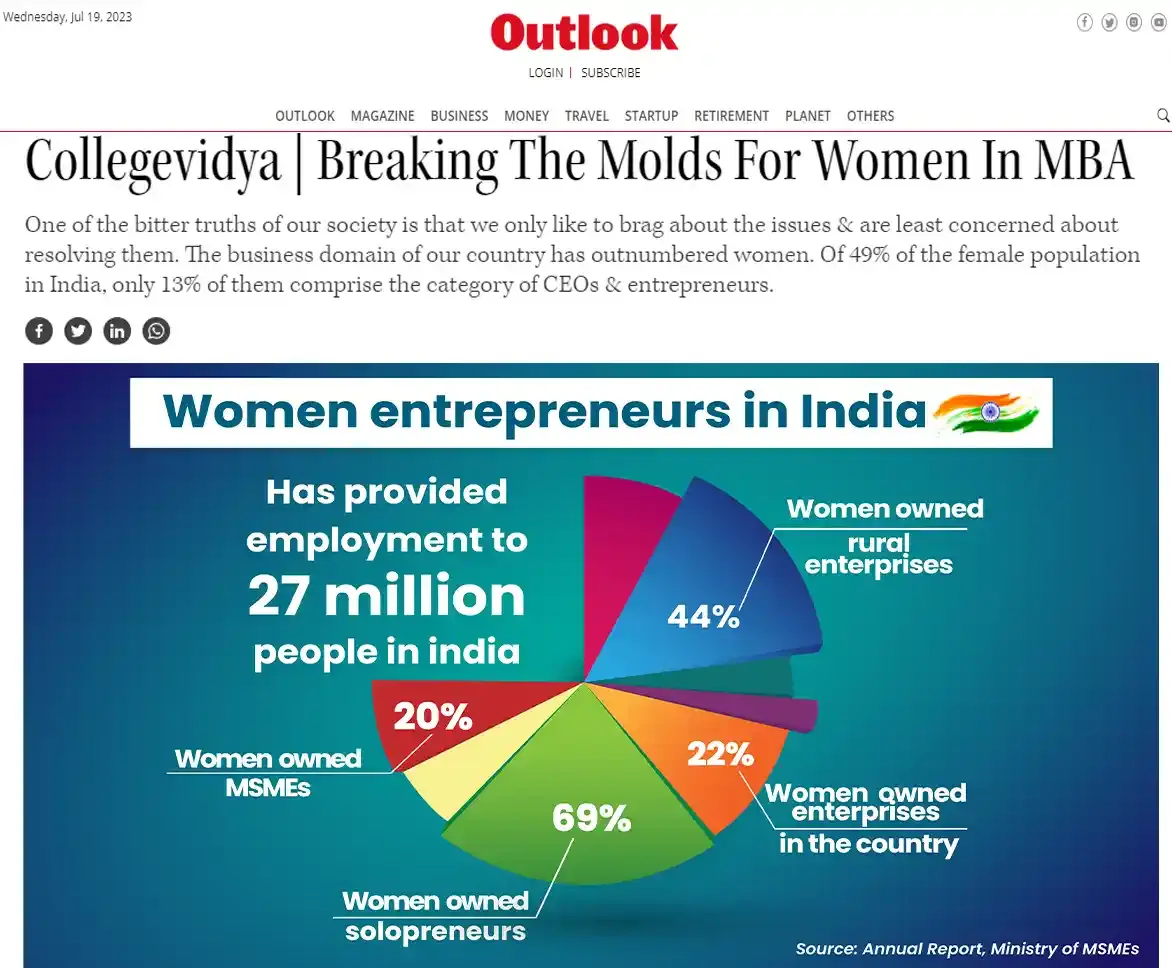 Wednesday, Jul 19, 2023
Outlook
LOGIN | SUBSCRIBE
OUTLOOK MAGAZINE BUSINESS MONEY TRAVEL STARTUP RETIREMENT PLANET OTHERS
Collegevidya | Breaking The Molds For Women In MBA
One of the bitter truths of our society is that we only like to brag about the issues & are least concerned about
resolving them. The business domain of our country has outnumbered women. Of 49% of the female population
in India, only 13% of them comprise the category of CEOs & entrepreneurs.
Women entrepreneurs in India
Has provided
employment to
27 million
people in india
Women owned
rural
enterprises
44%
20%
Women owned
MSMEs
22%
Women owned
enterprises
in the country
69%
Women owned
solopreneurs
Source: Annual Report, Ministry of MSMEs